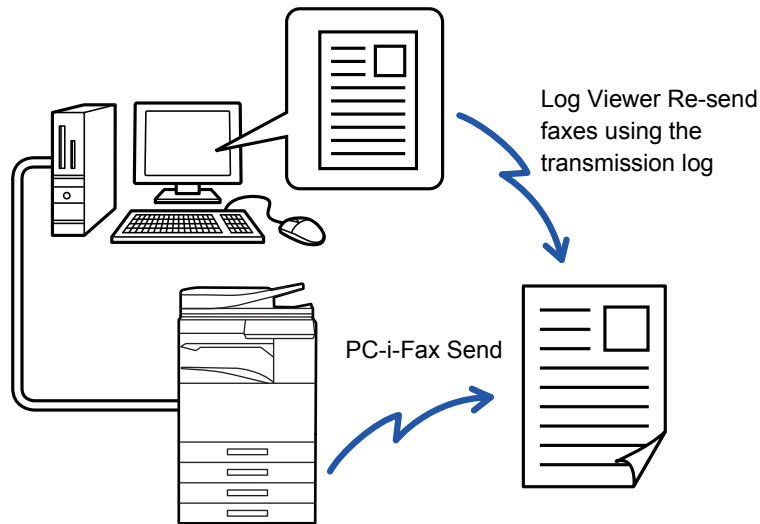 Log Viewer Re-send
faxes using the
transmission log
PC-i-Fax Send